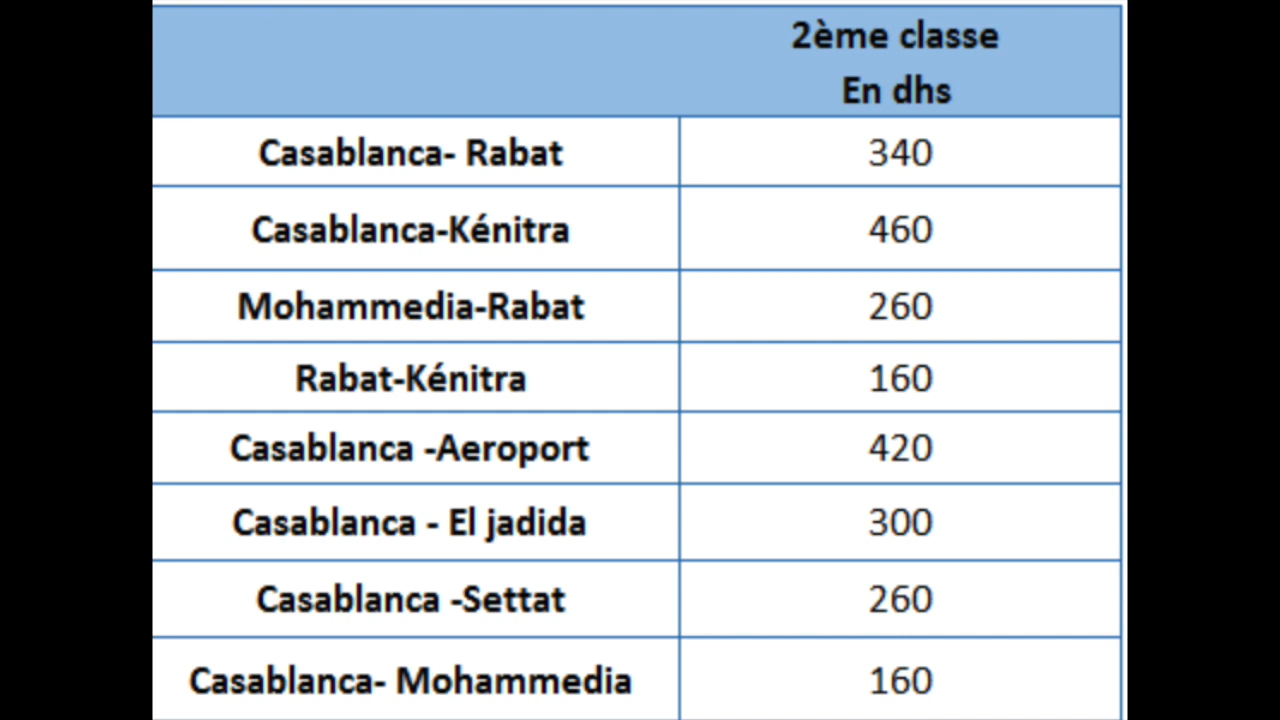 2ème classe
En dhs
Casablanca- Rabat 340
Casablanca-Kénitra 460
Mohammedia-Rabat 260
Rabat-Kénitra 160
Casablanca -Aeroport 420
Casablanca - El jadida 300
Casablanca -Settat 260
Casablanca- Mohammedia 160